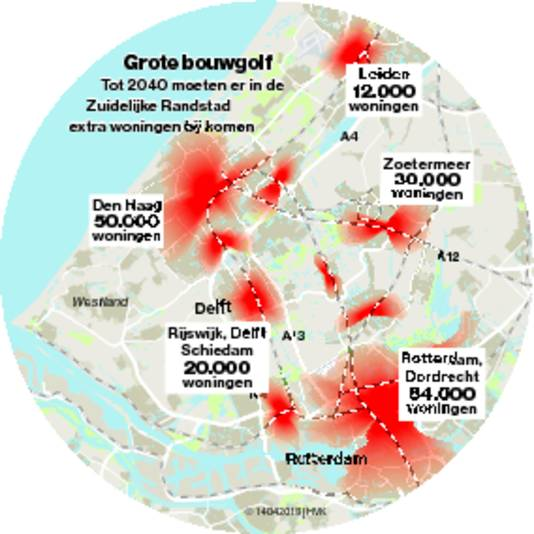 Grote bouwgolf
Tot 2040 moeten er in de
Zuidelijke Randstad
extra woningen bij komen
Leiden
12.000
woningen
A4
Zoetermeer
30.000
woningen
Den Haag
50.000
woningen
A12
Westland
Delft
Rijswijk, Delft
Schiedam
20.000
woningen
A13
Rotterdam,
Dordrecht
84.000
woningen
Rotterdam